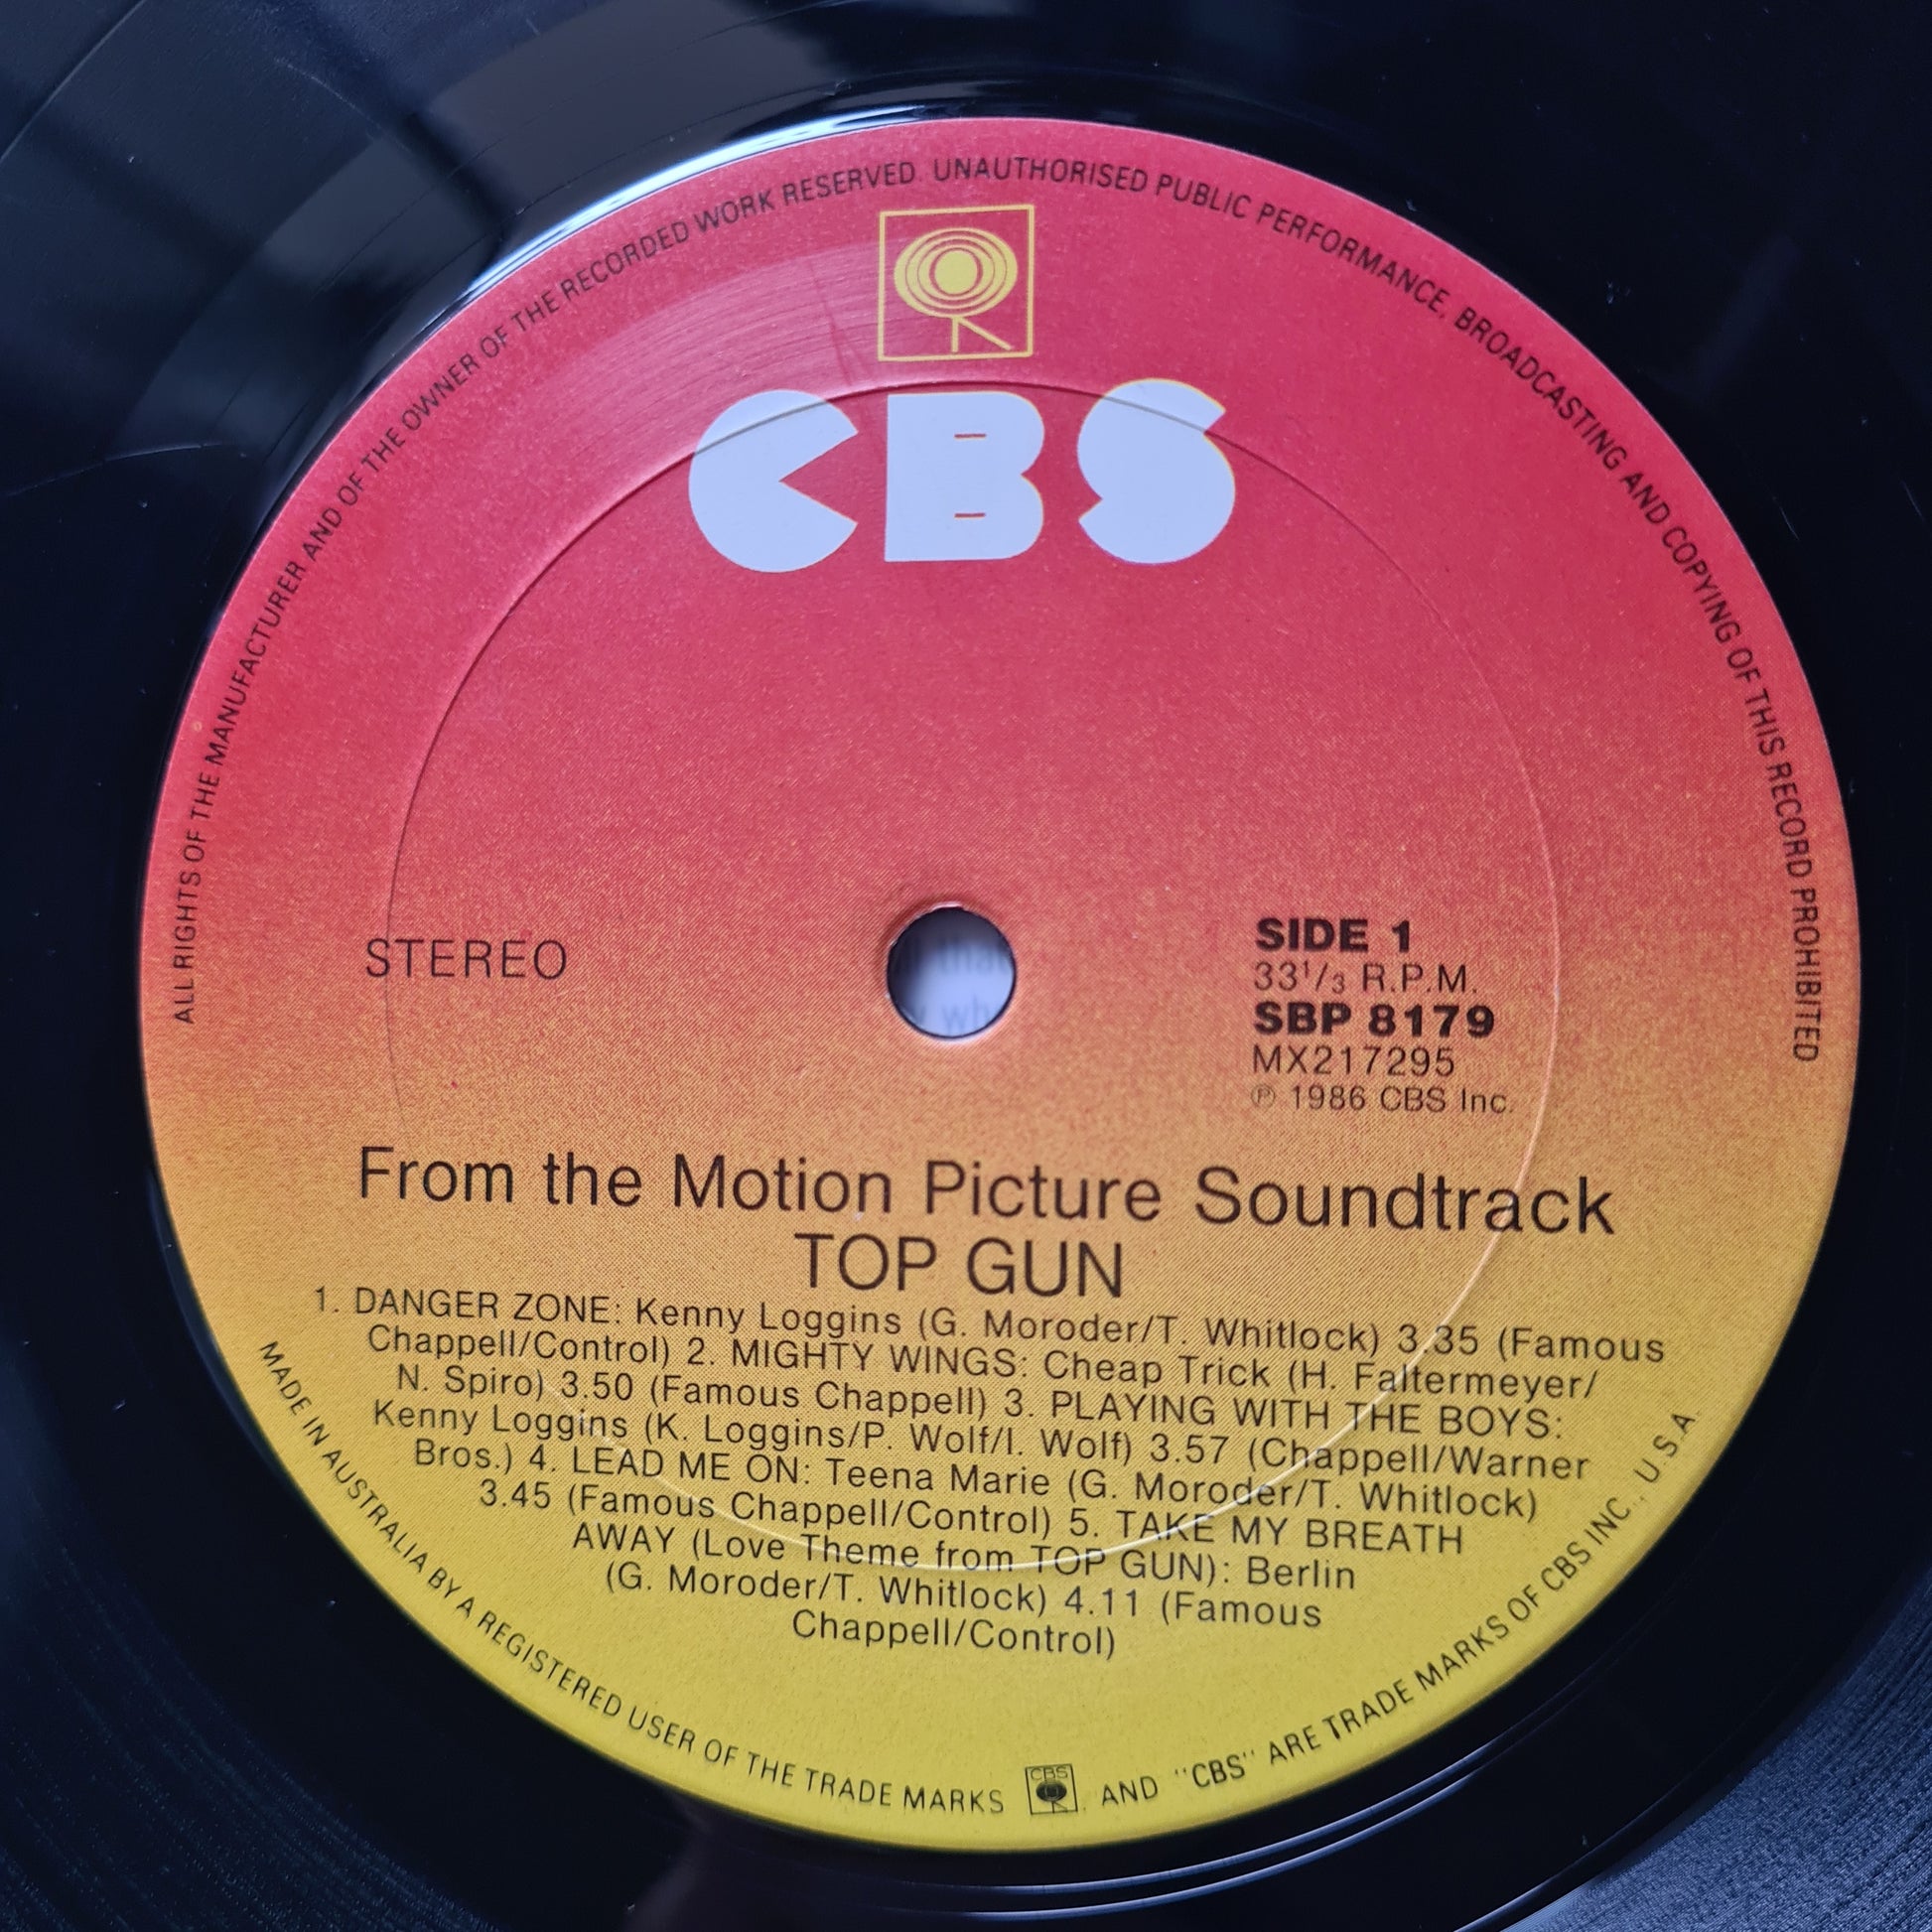 ALL RIGHTS OF THE MANUFACTURER AND OF THE OWNER OF THE RECORDED WORK RESERVED. UNAUTHORISED PUBLIC PERFORMANCE, BROADCASTING AND COPYING OF THIS RECORD PROHIBITED
CBS
STEREO
SIDE 1
33 1/3 R.P.M.
SBP 8179
MX217295
℗ 1986 CBS Inc.
From the Motion Picture Soundtrack
TOP GUN
1. DANGER ZONE: Kenny Loggins (G. Moroder/T. Whitlock) 3.35 (Famous
Chappell/Control) 2. MIGHTY WINGS: Cheap Trick (H. Faltermeyer/
N. Spiro) 3.50 (Famous Chappell) 3. PLAYING WITH THE BOYS:
Kenny Loggins (K. Loggins/P. Wolf/I. Wolf) 3.57 (Chappell/Warner
Bros.) 4. LEAD ME ON: Teena Marie (G. Moroder/T. Whitlock)
3.45 (Famous Chappell/Control) 5. TAKE MY BREATH
AWAY (Love Theme from TOP GUN): Berlin
(G. Moroder/T. Whitlock) 4.11 (Famous
Chappell/Control)
MADE IN AUSTRALIA BY A REGISTERED USER OF THE TRADE MARKS CBS AND "CBS" ARE TRADE MARKS OF CBS INC., U.S.A.